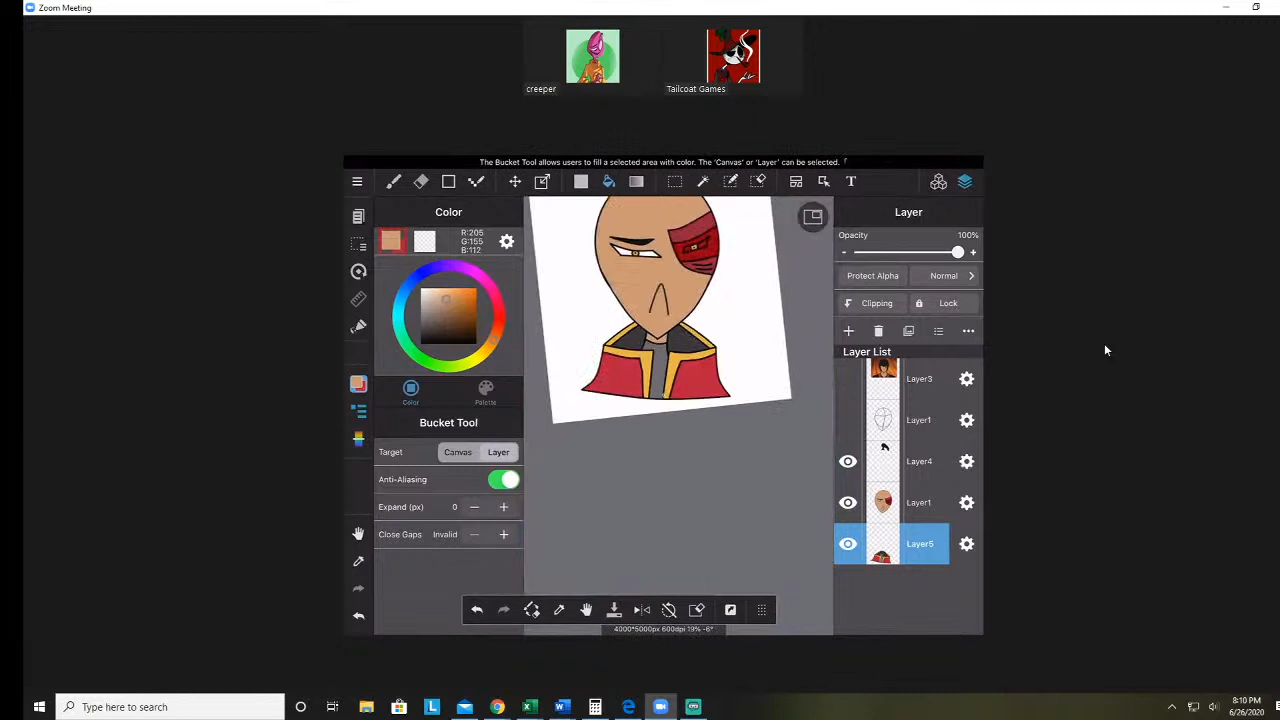 Zoom Meeting
creeper
Tailcoat Games
The Bucket Tool allows users to fill a selected area with color. The 'Canvas' or 'Layer' can be selected.
T
Color
R:205
G:155
B:112
Color
Palette
Bucket Tool
Target Canvas Layer
Anti-Aliasing
Expand (px) 0
Close Gaps Invalid
4000*5000px 600dpi 19% -6°
Layer
Opacity 100%
Protect Alpha Normal
Clipping Lock
Layer List
Layer3
Layer1
Layer4
Layer1
Layer5
Type here to search
8:10 PM
6/26/2020